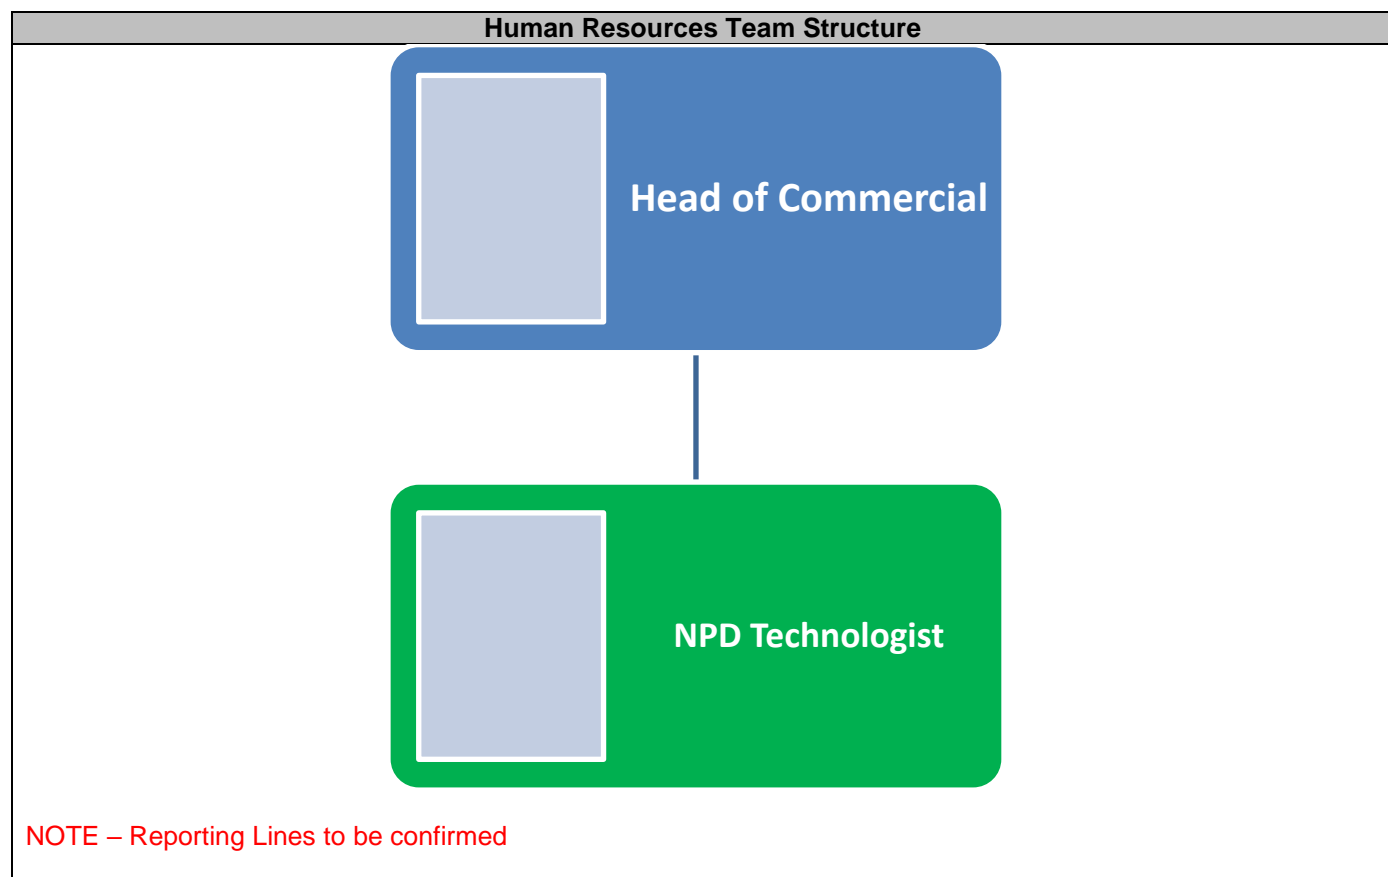 Human Resources Team Structure
Head of Commercial
NPD Technologist
NOTE – Reporting Lines to be confirmed